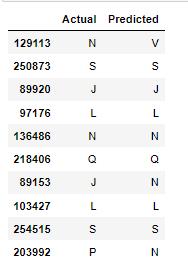 Actual Predicted
129113 N V
250873 S S
89920 J J
97176 L L
136486 N N
218406 Q Q
89153 J N
103427 L L
254515 S S
203992 P N